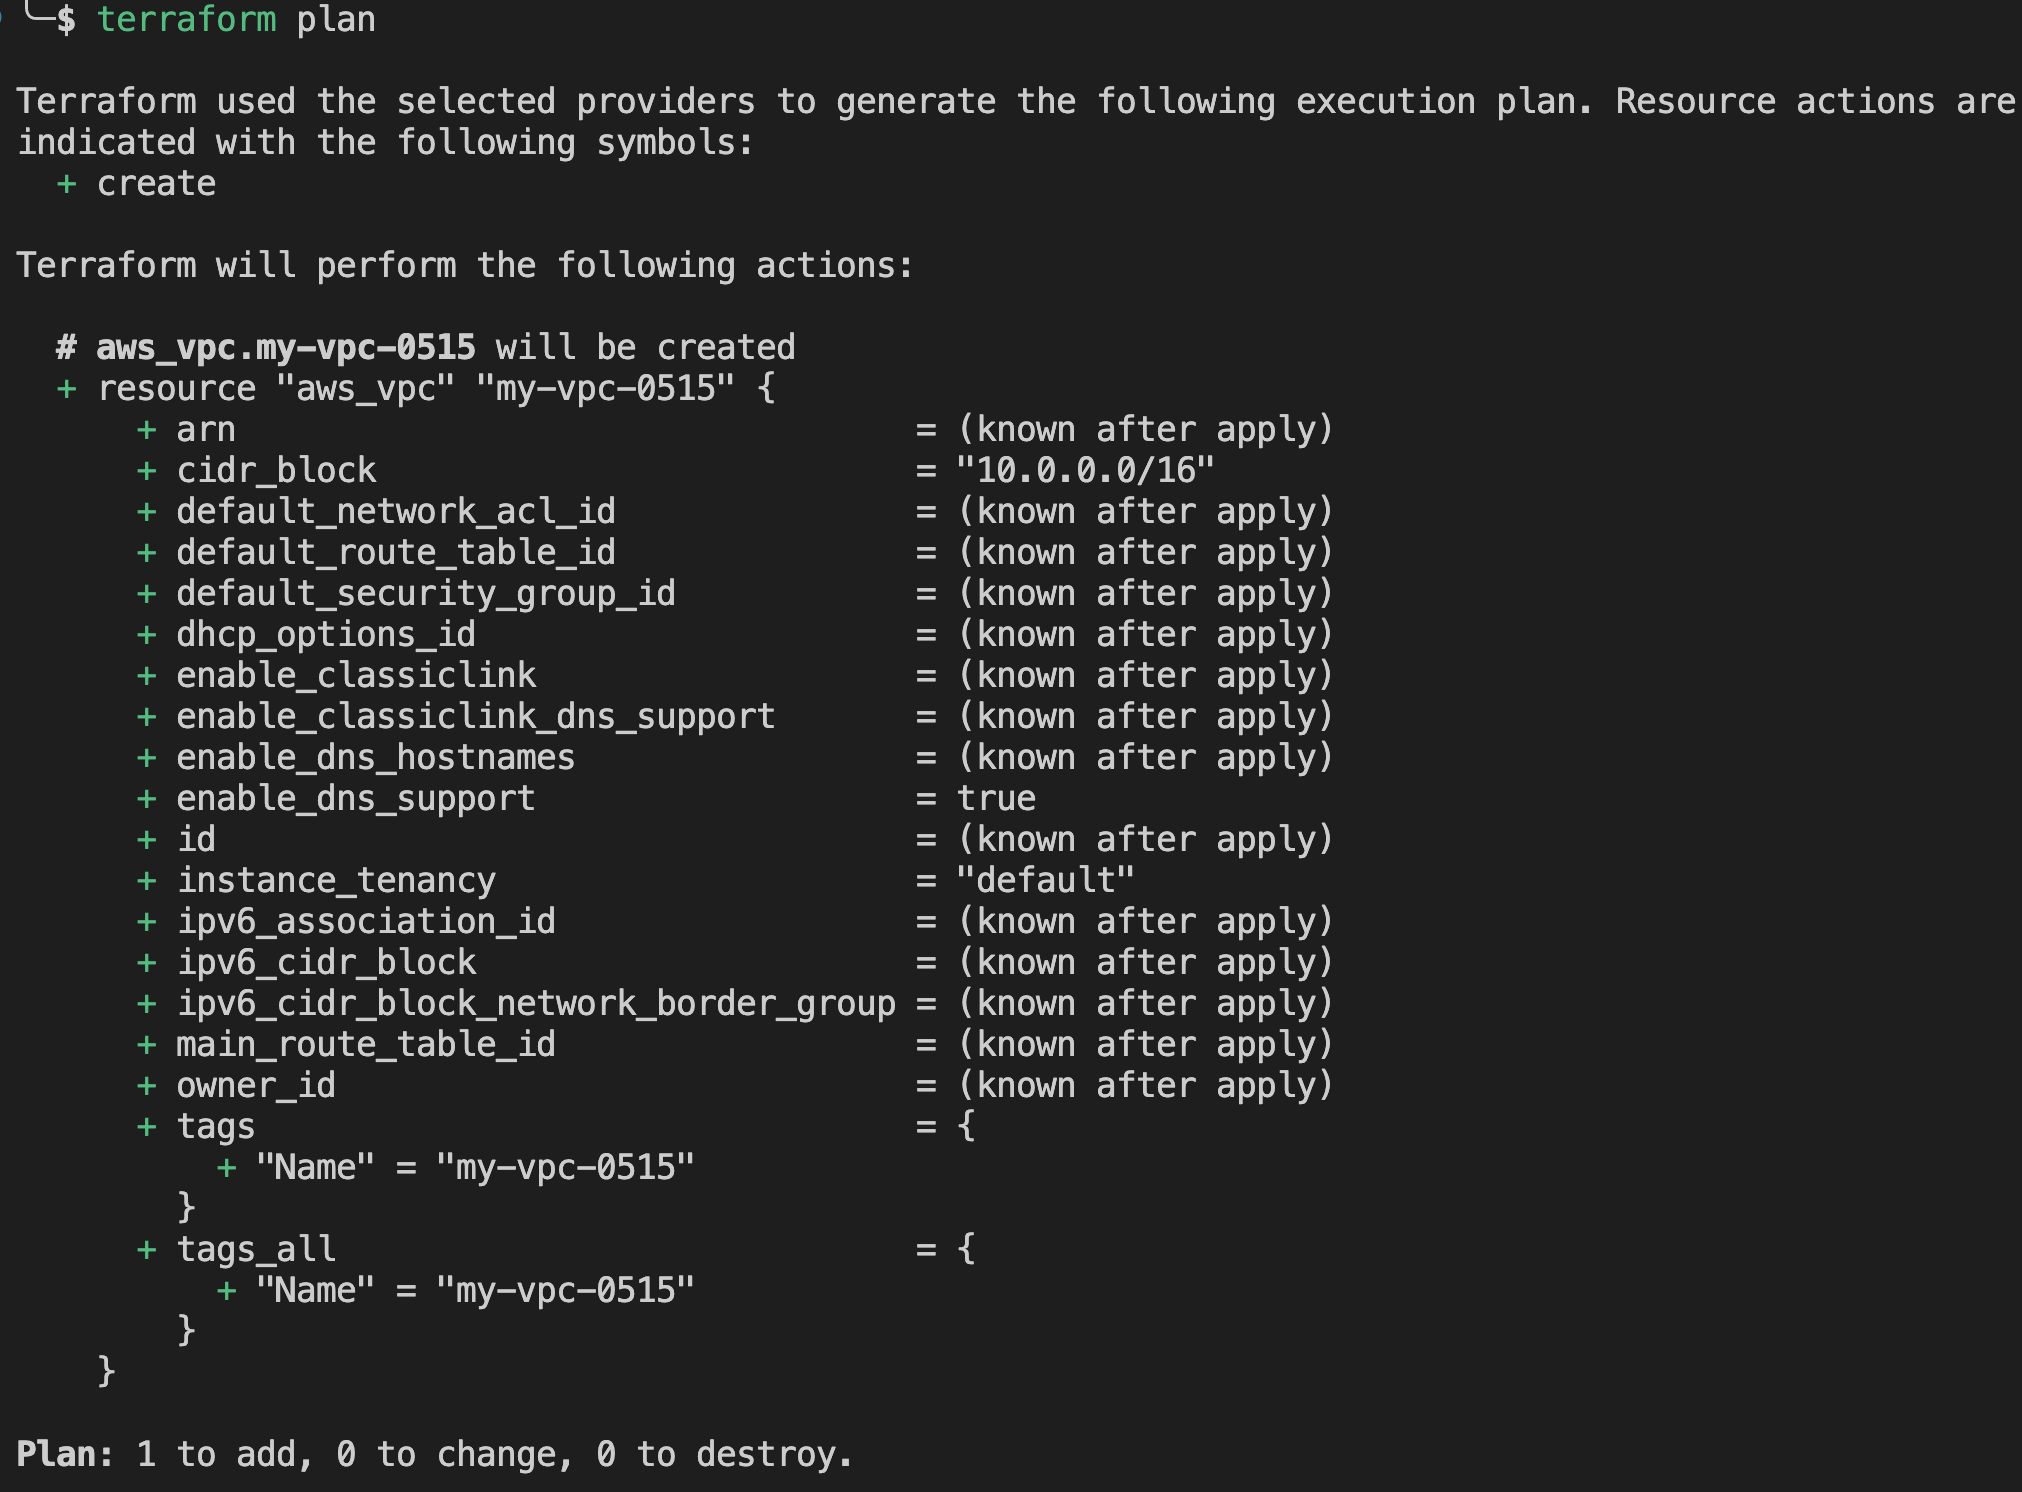 $ terraform plan
Terraform used the selected providers to generate the following execution plan. Resource actions are
indicated with the following symbols:
+ create
Terraform will perform the following actions:
# aws_vpc.my-vpc-0515 will be created
+ resource "aws_vpc" "my-vpc-0515" {
+ arn = (known after apply)
+ cidr_block = "10.0.0.0/16"
+ default_network_acl_id = (known after apply)
+ default_route_table_id = (known after apply)
+ default_security_group_id = (known after apply)
+ dhcp_options_id = (known after apply)
+ enable_classiclink = (known after apply)
+ enable_classiclink_dns_support = (known after apply)
+ enable_dns_hostnames = (known after apply)
+ enable_dns_support = true
+ id = (known after apply)
+ instance_tenancy = "default"
+ ipv6_association_id = (known after apply)
+ ipv6_cidr_block = (known after apply)
+ ipv6_cidr_block_network_border_group = (known after apply)
+ main_route_table_id = (known after apply)
+ owner_id = (known after apply)
+ tags = {
+ "Name" = "my-vpc-0515"
}
+ tags_all = {
+ "Name" = "my-vpc-0515"
}
}
Plan: 1 to add, 0 to change, 0 to destroy.